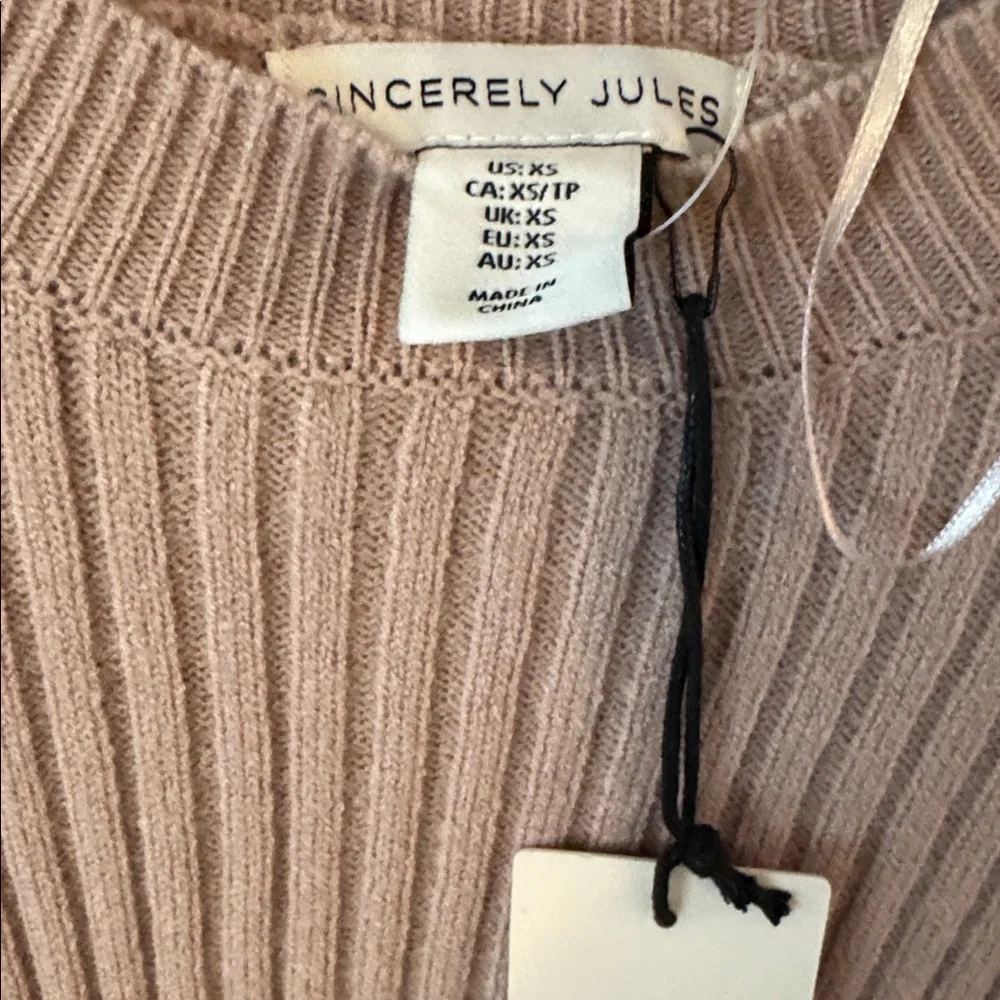 SINCERELY JULES
US: XS
CA: XS/TP
UK: XS
EU: XS
AU: XS
MADE IN
CHINA